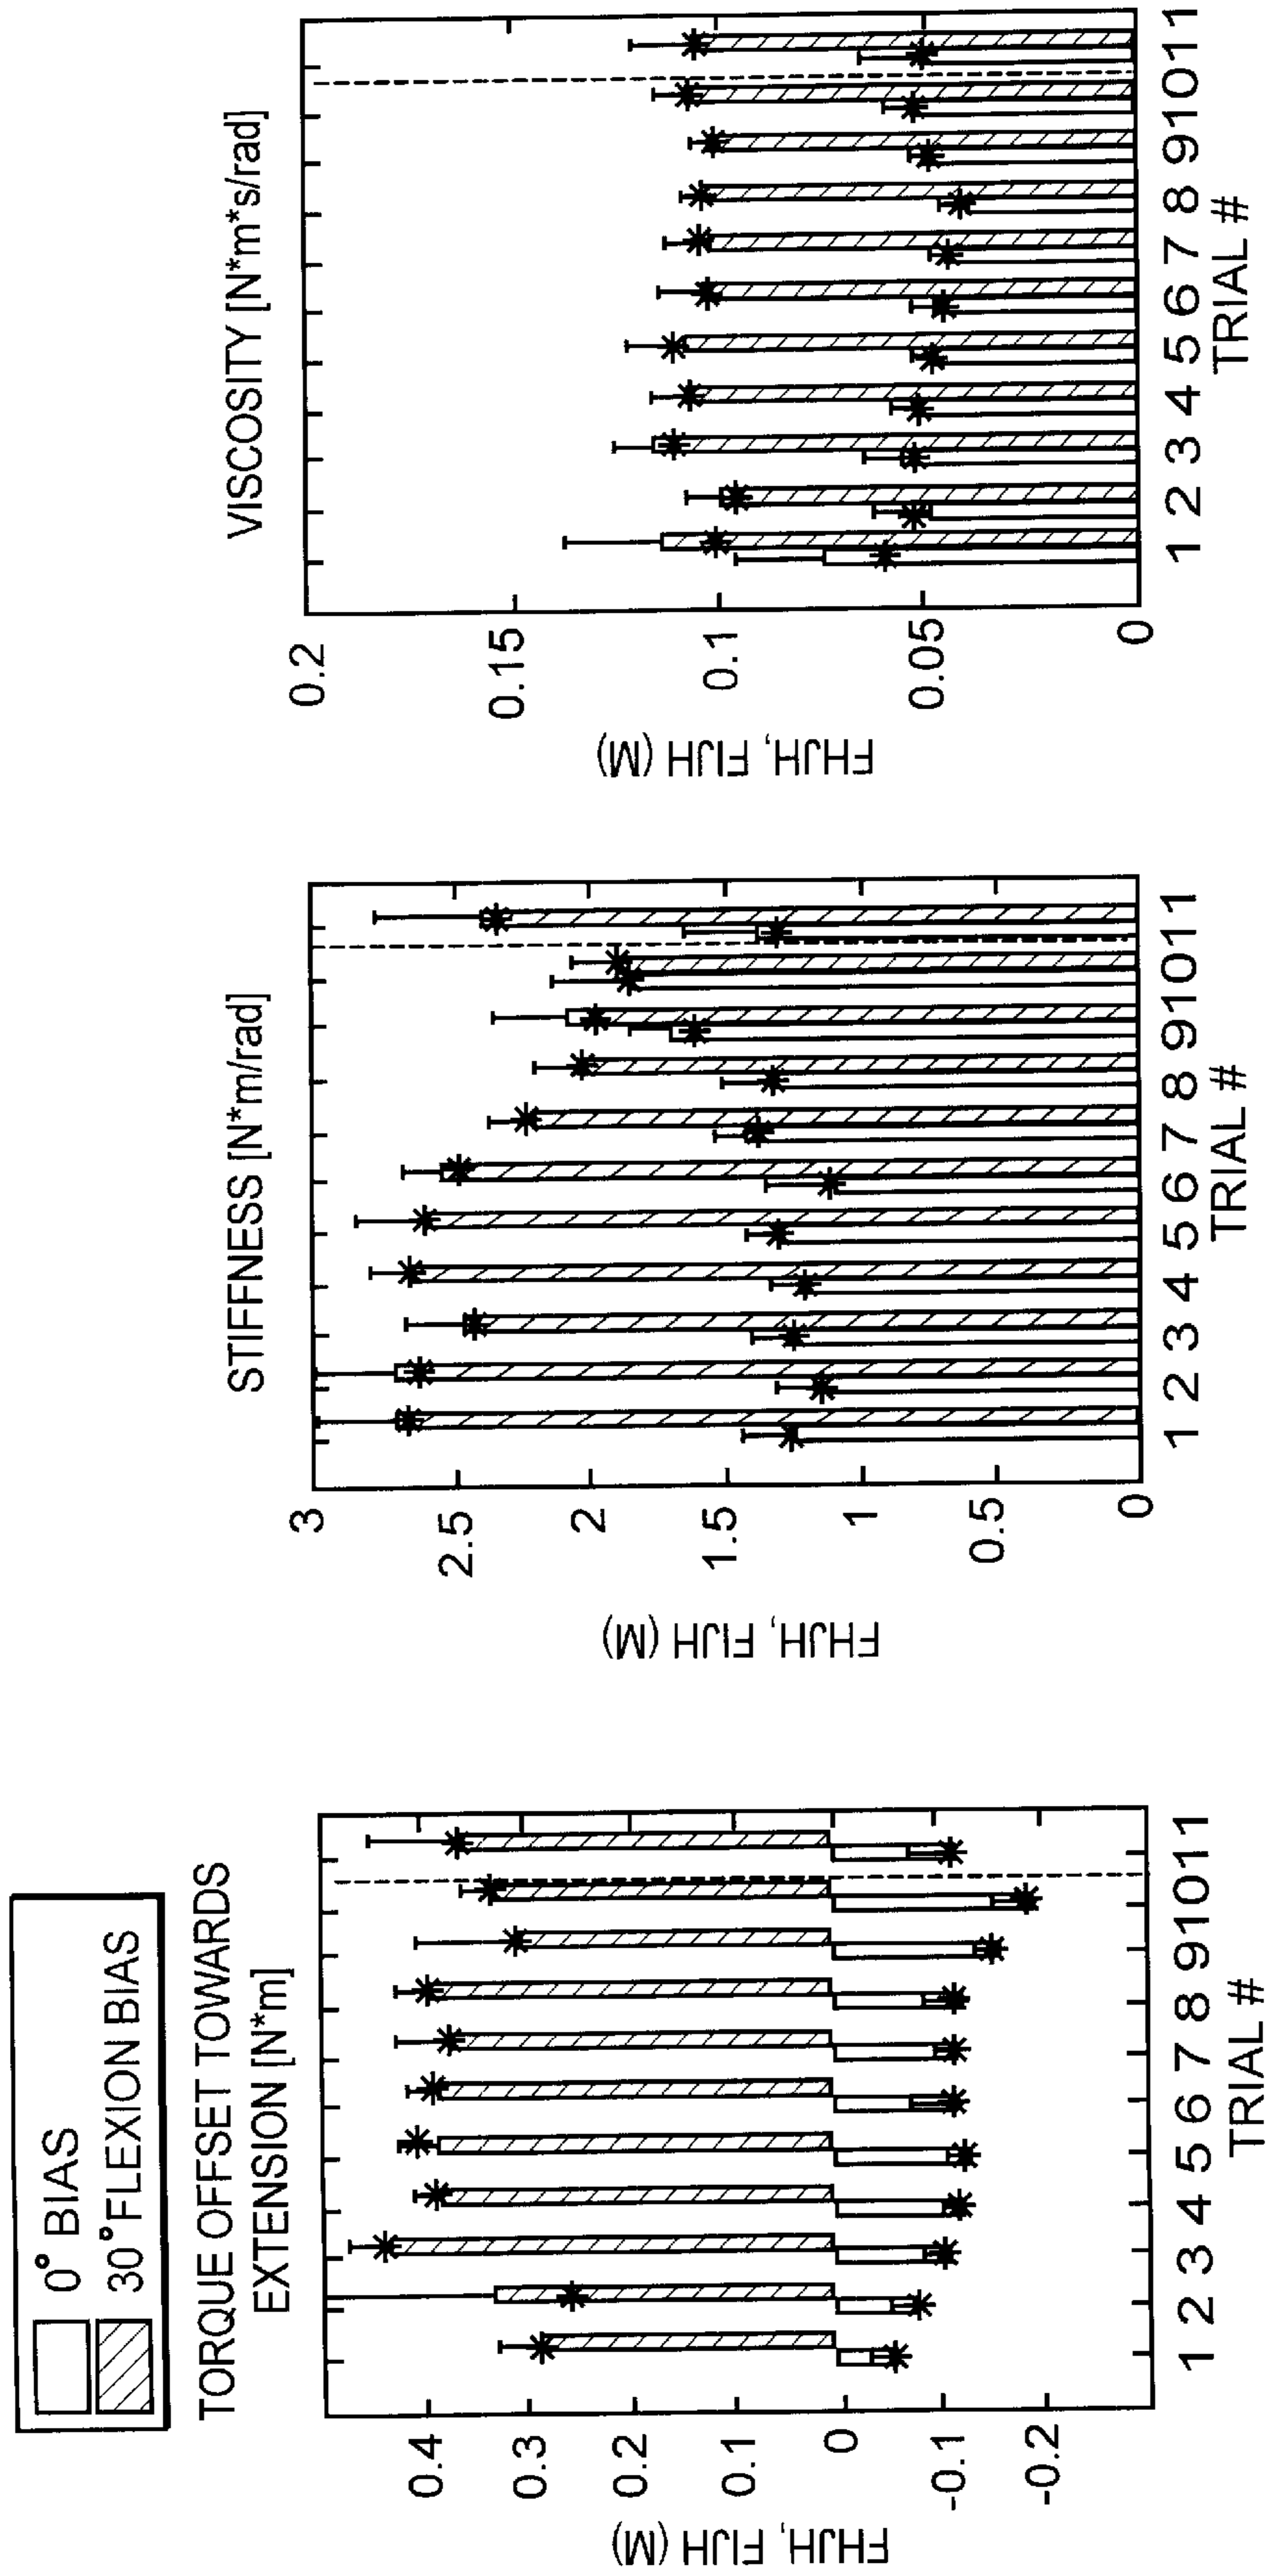 0° BIAS
30° FLEXION BIAS
TORQUE OFFSET TOWARDS
EXTENSION [N*m]
FHJH, FIJH (M)
0.4
0.3
0.2
0.1
0
-0.1
-0.2
1 2 3 4 5 6 7 8 9 10 11
TRIAL #
STIFFNESS [N*m/rad]
FHJH, FIJH (M)
3
2.5
2
1.5
1
0.5
0
1 2 3 4 5 6 7 8 9 10 11
TRIAL #
VISCOSITY [N*m*s/rad]
FHJH, FIJH (M)
0.2
0.15
0.1
0.05
0
1 2 3 4 5 6 7 8 9 10 11
TRIAL #